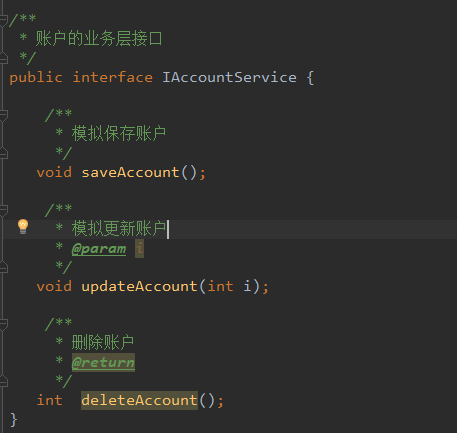 /**
 * 账户的业务层接口
 */
public interface IAccountService {
    /**
     * 模拟保存账户
     */
    void saveAccount();
    /**
     * 模拟更新账户
     * @param i
     */
    void updateAccount(int i);
    /**
     * 删除账户
     * @return
     */
    int  deleteAccount();
}